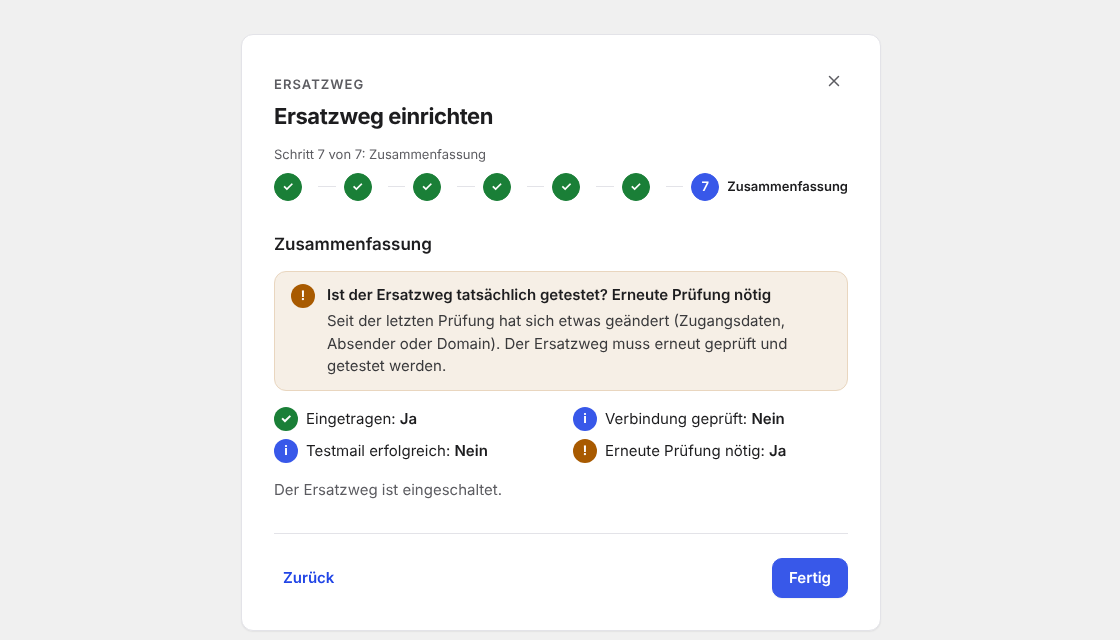 ERSATZWEG
Ersatzweg einrichten
Schritt 7 von 7: Zusammenfassung
7 Zusammenfassung
Zusammenfassung
! Ist der Ersatzweg tatsächlich getestet? Erneute Prüfung nötig
Seit der letzten Prüfung hat sich etwas geändert (Zugangsdaten,
Absender oder Domain). Der Ersatzweg muss erneut geprüft und
getestet werden.
Eingetragen: Ja
i Verbindung geprüft: Nein
i Testmail erfolgreich: Nein
! Erneute Prüfung nötig: Ja
Der Ersatzweg ist eingeschaltet.
Zurück
Fertig